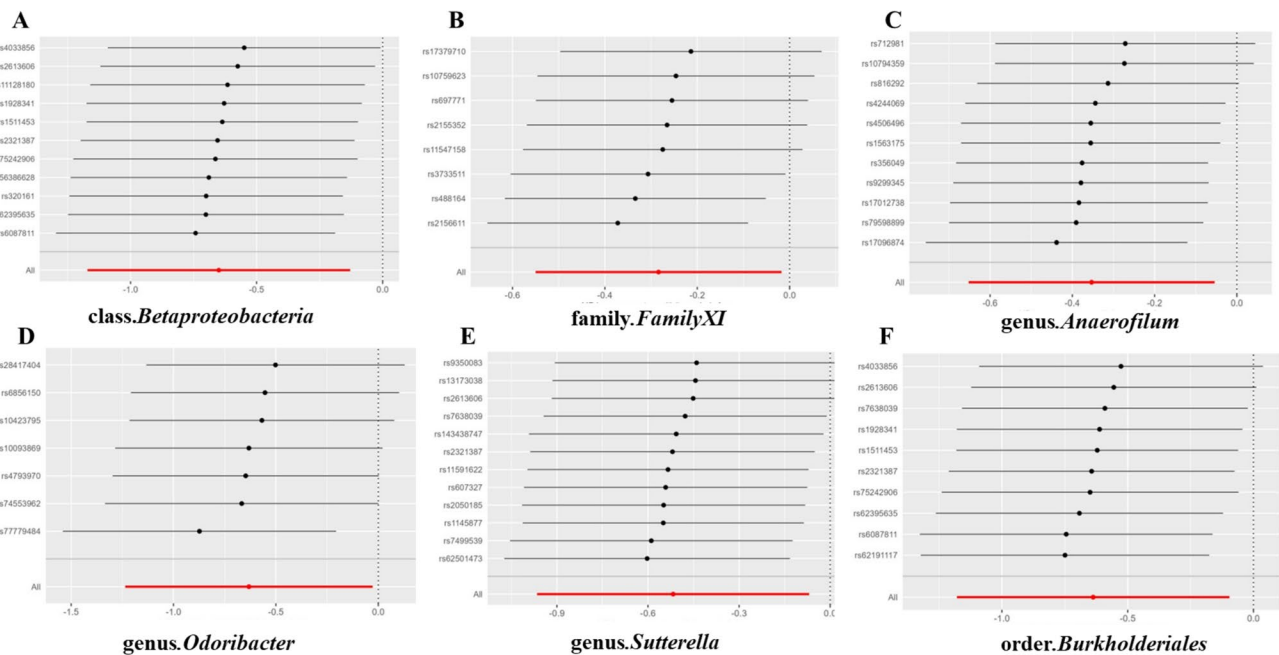 A
rs4033856
rs2613606
rs11128180
rs1928341
rs1511453
rs2321387
75242906
56386628
rs320161
62395635
rs6087811
All
-1.0 -0.5 0.0
class.Betaproteobacteria
B
rs17379710
rs10759623
rs697771
rs2155352
rs11547158
rs3733511
rs488164
rs2156611
All
-0.6 -0.4 -0.2 0.0
family.FamilyXI
C
rs712981
rs10794359
rs816292
rs4244069
rs4506496
rs1563175
rs356049
rs9299345
rs17012738
rs79598899
rs17096874
All
-0.6 -0.4 -0.2 0.0
genus.Anaerofilum
D
rs28417404
rs6856150
rs10423795
rs10093869
rs4793970
rs74553962
rs77779484
All
-1.5 -1.0 -0.5 0.0
genus.Odoribacter
E
rs9350083
rs13173038
rs2613606
rs7638039
rs143438747
rs2321387
rs11591622
rs607327
rs2050185
rs1145877
rs7499539
rs62501473
All
-0.9 -0.6 -0.3 0.0
genus.Sutterella
F
rs4033856
rs2613606
rs7638039
rs1928341
rs1511453
rs2321387
rs75242906
rs62395635
rs6087811
rs62191117
All
-1.0 -0.5 0.0
order.Burkholderiales